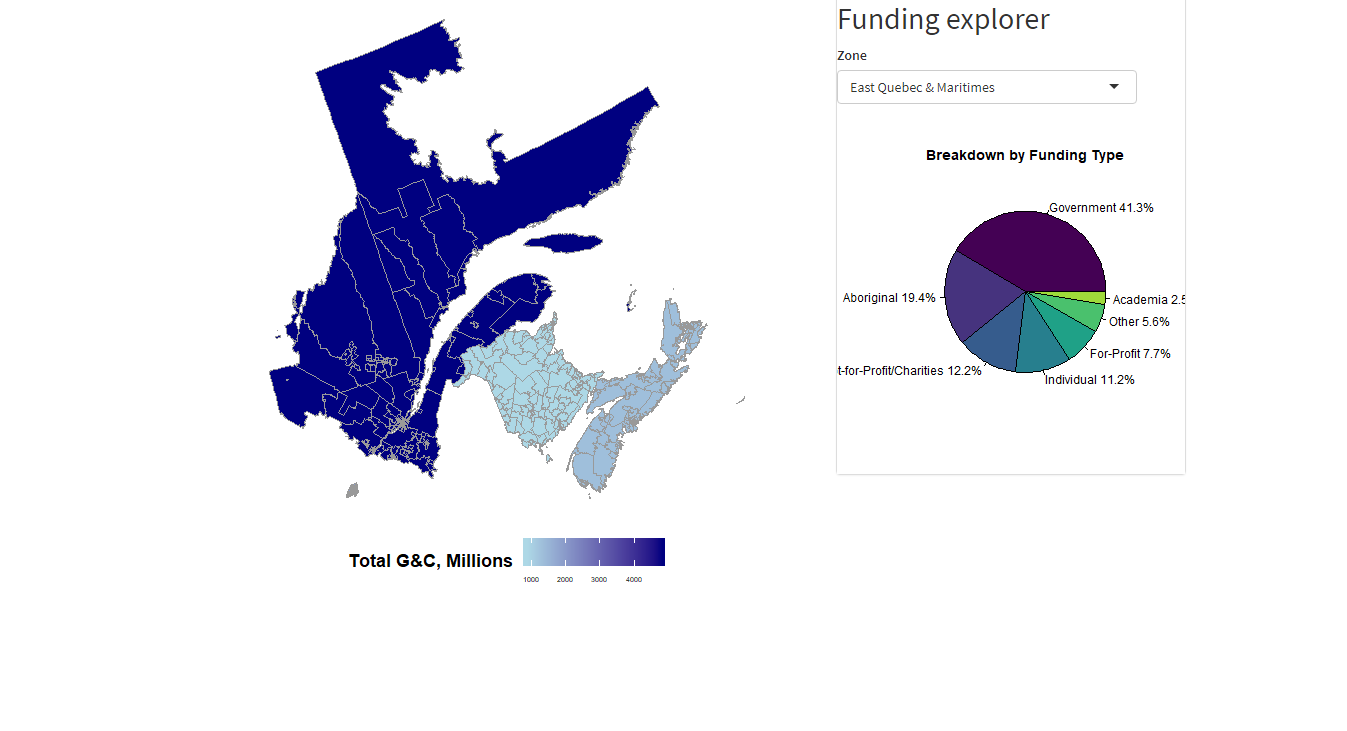 Funding explorer
Zone
East Quebec & Maritimes
Breakdown by Funding Type
Government 41.3%
Aboriginal 19.4%
Academia 2.5
Other 5.6%
For-Profit 7.7%
t-for-Profit/Charities 12.2%
Individual 11.2%
Total G&C, Millions
1000 2000 3000 4000